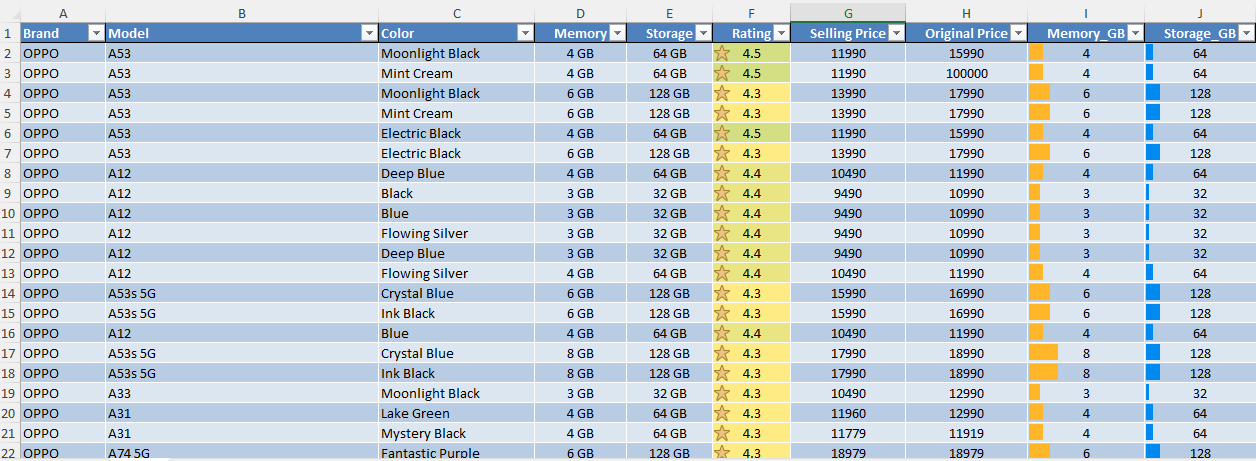 A B C D E F G H I J
1 Brand Model Color Memory Storage Rating Selling Price Original Price Memory_GB Storage_GB
2 OPPO A53 Moonlight Black 4 GB 64 GB 4.5 11990 15990 4 64
3 OPPO A53 Mint Cream 4 GB 64 GB 4.5 11990 100000 4 64
4 OPPO A53 Moonlight Black 6 GB 128 GB 4.3 13990 17990 6 128
5 OPPO A53 Mint Cream 6 GB 128 GB 4.3 13990 17990 6 128
6 OPPO A53 Electric Black 4 GB 64 GB 4.5 11990 15990 4 64
7 OPPO A53 Electric Black 6 GB 128 GB 4.3 13990 17990 6 128
8 OPPO A12 Deep Blue 4 GB 64 GB 4.4 10490 11990 4 64
9 OPPO A12 Black 3 GB 32 GB 4.4 9490 10990 3 32
10 OPPO A12 Blue 3 GB 32 GB 4.4 9490 10990 3 32
11 OPPO A12 Flowing Silver 3 GB 32 GB 4.4 9490 10990 3 32
12 OPPO A12 Deep Blue 3 GB 32 GB 4.4 9490 10990 3 32
13 OPPO A12 Flowing Silver 4 GB 64 GB 4.4 10490 11990 4 64
14 OPPO A53s 5G Crystal Blue 6 GB 128 GB 4.3 15990 16990 6 128
15 OPPO A53s 5G Ink Black 6 GB 128 GB 4.3 15990 16990 6 128
16 OPPO A12 Blue 4 GB 64 GB 4.4 10490 11990 4 64
17 OPPO A53s 5G Crystal Blue 8 GB 128 GB 4.3 17990 18990 8 128
18 OPPO A53s 5G Ink Black 8 GB 128 GB 4.3 17990 18990 8 128
19 OPPO A33 Moonlight Black 3 GB 32 GB 4.3 10490 12990 3 32
20 OPPO A31 Lake Green 4 GB 64 GB 4.3 11960 12990 4 64
21 OPPO A31 Mystery Black 4 GB 64 GB 4.3 11779 11919 4 64
22 OPPO A74 5G Fantastic Purple 6 GB 128 GB 4.3 18979 18979 6 128